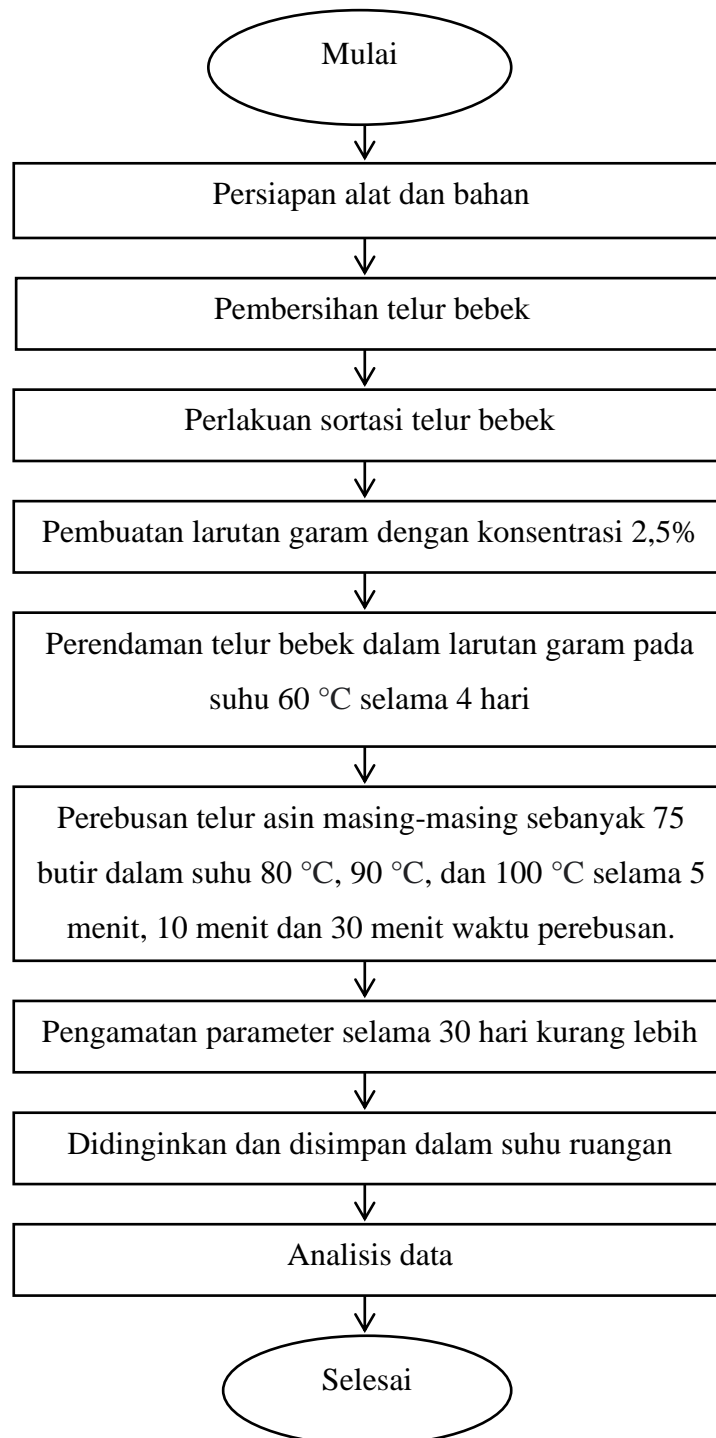 Mulai
Persiapan alat dan bahan
Pembersihan telur bebek
Perlakuan sortasi telur bebek
Pembuatan larutan garam dengan konsentrasi 2,5%
Perendaman telur bebek dalam larutan garam pada
suhu 60 °C selama 4 hari
Perebusan telur asin masing-masing sebanyak 75
butir dalam suhu 80 °C, 90 °C, dan 100 °C selama 5
menit, 10 menit dan 30 menit waktu perebusan.
Pengamatan parameter selama 30 hari kurang lebih
Didinginkan dan disimpan dalam suhu ruangan
Analisis data
Selesai